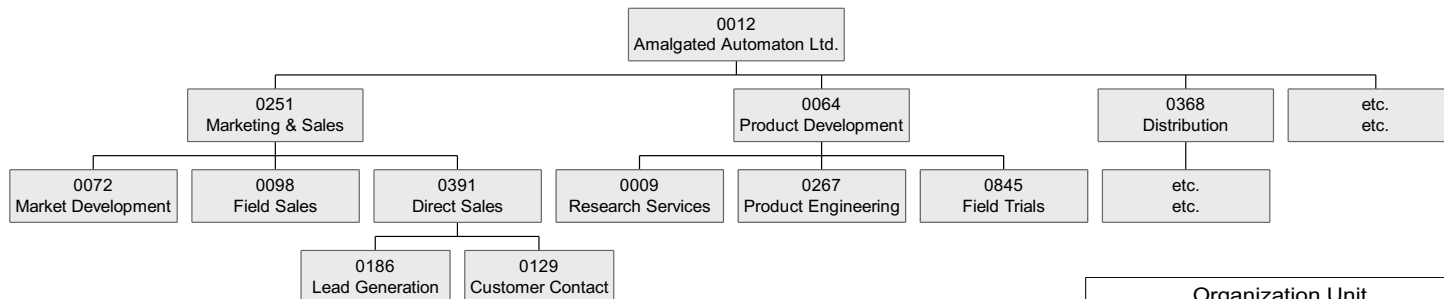 0012
Amalgated Automaton Ltd.
0251
Marketing & Sales
0064
Product Development
0368
Distribution
etc.
etc.
0072
Market Development
0098
Field Sales
0391
Direct Sales
0009
Research Services
0267
Product Engineering
0845
Field Trials
etc.
etc.
0186
Lead Generation
0129
Customer Contact
Organization Unit